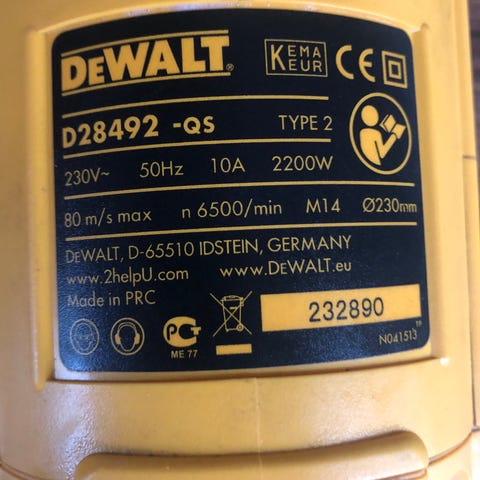 DEWALT®
KEMA
KEUR
CE
D28492 -QS TYPE 2
230V~ 50Hz 10A 2200W
80 m/s max n 6500/min M14 Ø230mm
DEWALT, D-65510 IDSTEIN, GERMANY
www.2helpU.com www.DEWALT.eu
Made in PRC
232890
ME 77
N041513